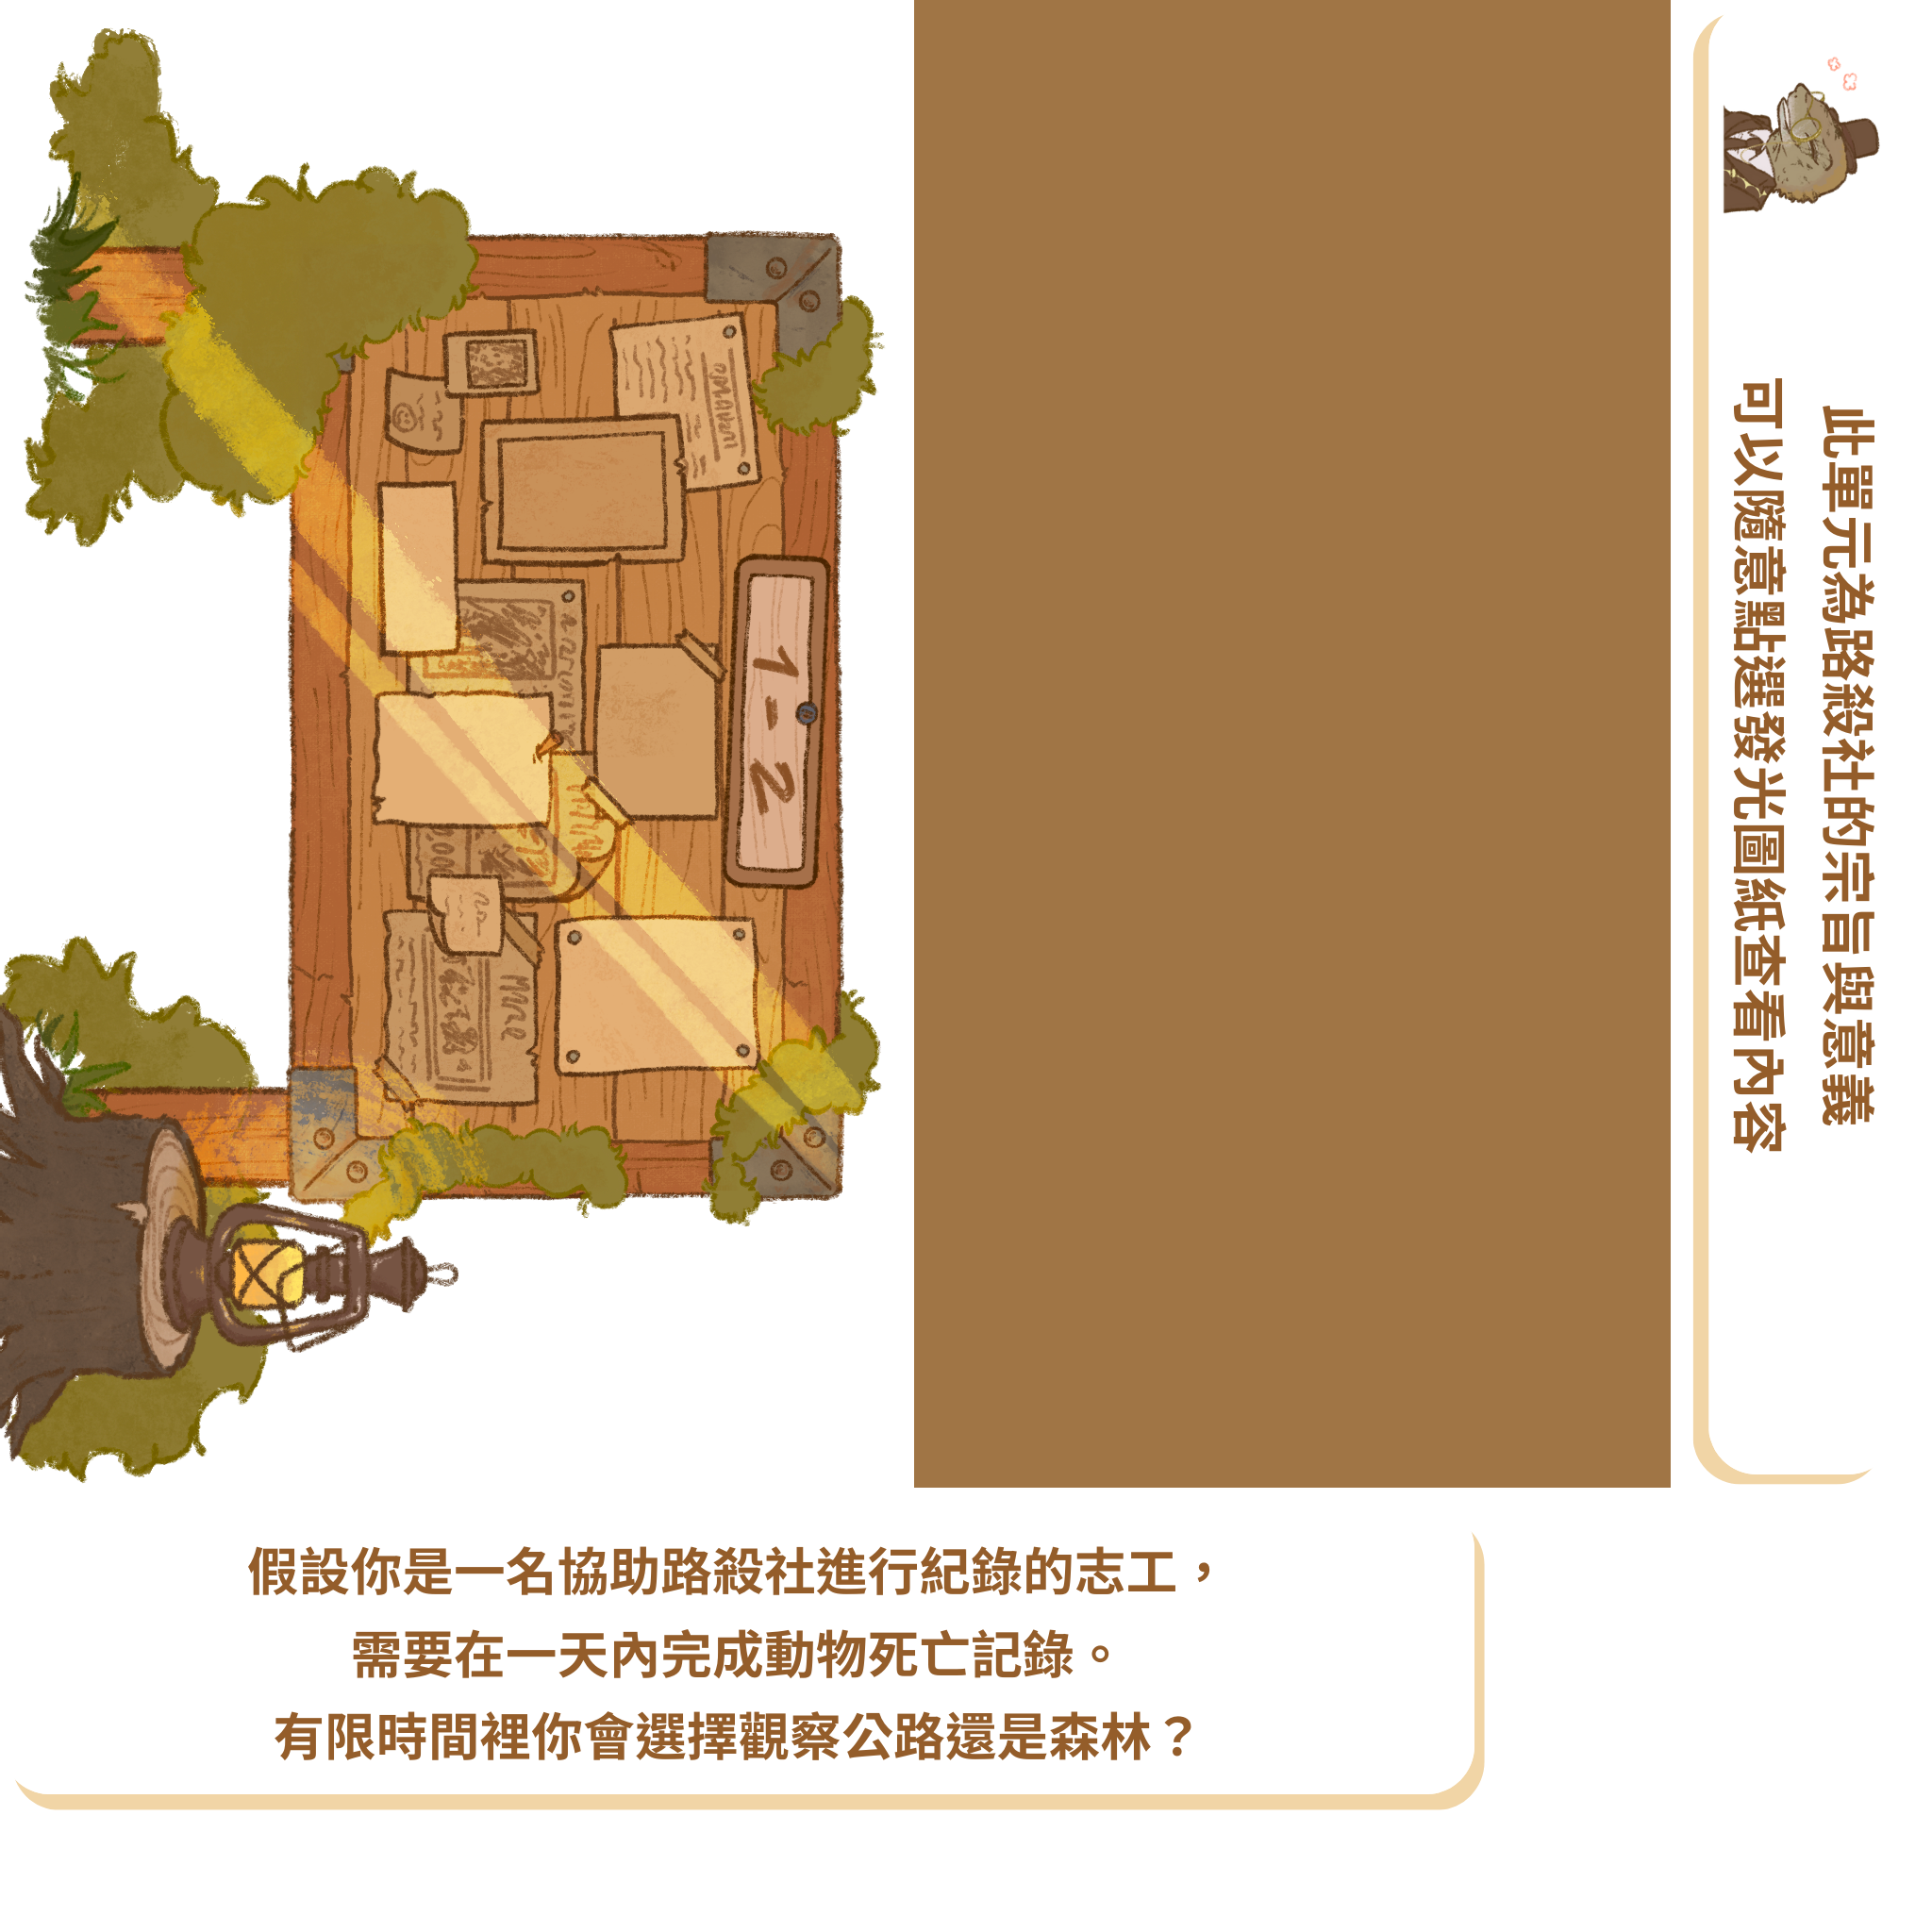 此單元為路殺社的宗旨與意義
可以隨意點選發光圖紙查看內容
1-2
假設你是一名協助路殺社進行紀錄的志工，
需要在一天內完成動物死亡記錄。
有限時間裡你會選擇觀察公路還是森林？